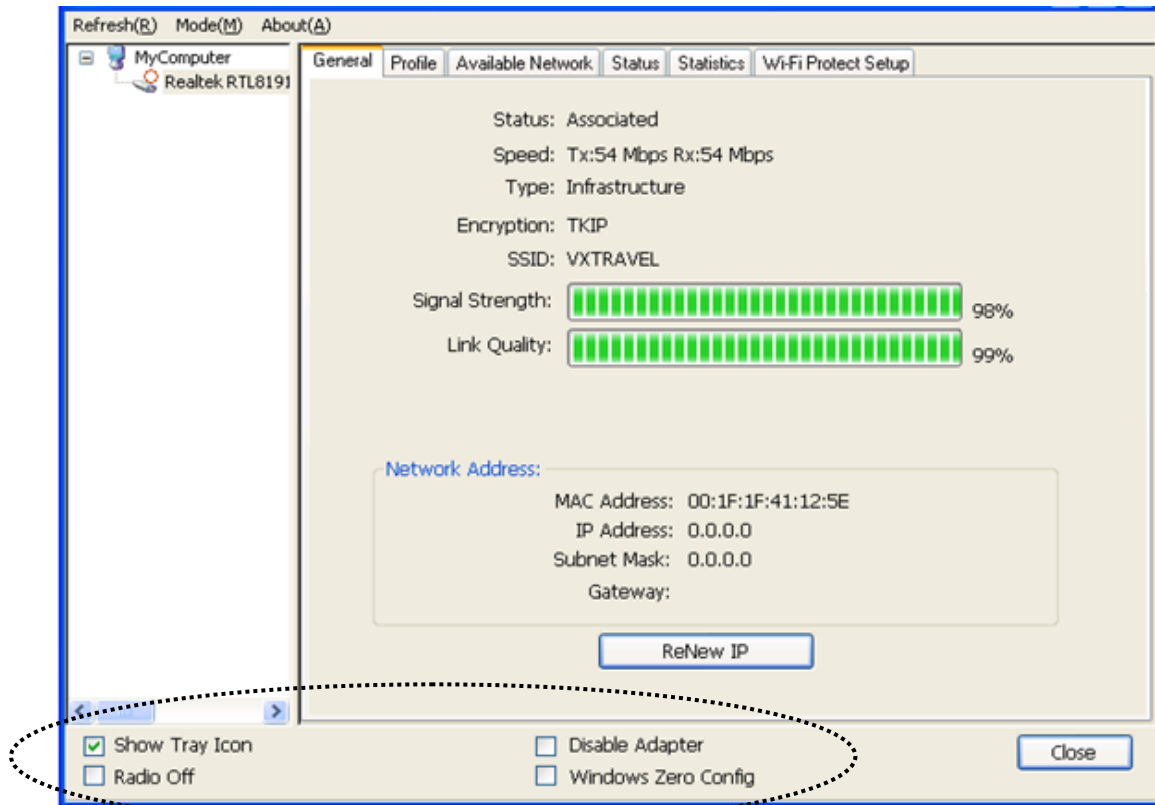 Refresh(R) Mode(M) About(A)
MyComputer
Realtek RTL8191
General Profile Available Network Status Statistics Wi-Fi Protect Setup
Status: Associated
Speed: Tx:54 Mbps Rx:54 Mbps
Type: Infrastructure
Encryption: TKIP
SSID: VXTRAVEL
Signal Strength: 98%
Link Quality: 99%
Network Address:
MAC Address: 00:1F:1F:41:12:5E
IP Address: 0.0.0.0
Subnet Mask: 0.0.0.0
Gateway:
ReNew IP
Show Tray Icon Disable Adapter
Radio Off Windows Zero Config
Close